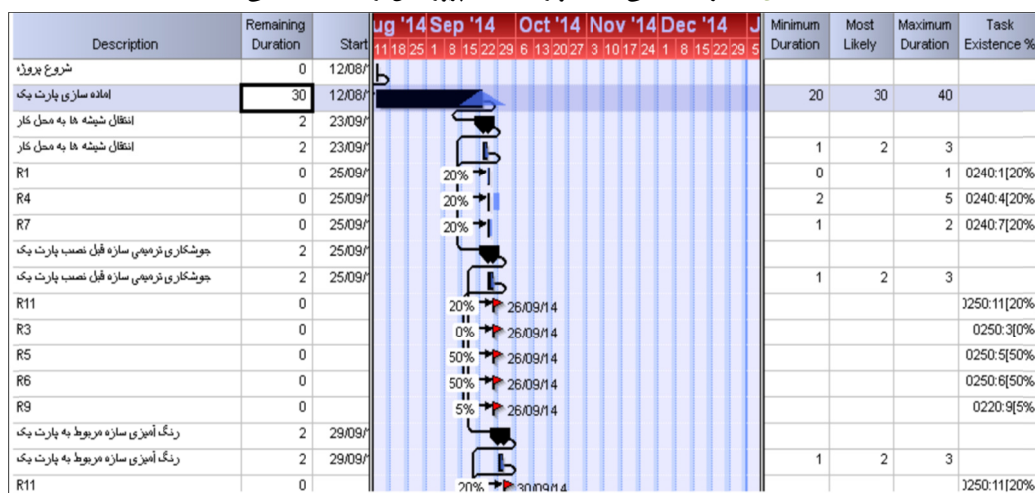 Description Remaining Duration Start ug '14 Sep '14 Oct '14 Nov '14 Dec '14 J Minimum Duration Most Likely Maximum Duration Task Existence %
11 18 25 1 8 15 22 29 6 13 20 27 3 10 17 24 1 8 15 22 29 5
شروع پروژه 0 12/08/
اماده سازی پارت یک 30 12/08/ 20 30 40
انتقال شیشه ها به محل کار 2 23/09/
انتقال شیشه ها به محل کار 2 23/09/ 1 2 3
R1 0 25/09/ 20% 0 1 0240:1[20%
R4 0 25/09/ 20% 2 5 0240:4[20%
R7 0 25/09/ 20% 1 2 0240:7[20%
جوشکاری ترمیمی سازه قبل نصب پارت یک 2 25/09/
جوشکاری ترمیمی سازه قبل نصب پارت یک 2 25/09/ 1 2 3
R11 0 20% 26/09/14 0250:11[20%
R3 0 0% 26/09/14 0250:3[0%
R5 0 50% 26/09/14 0250:5[50%
R6 0 50% 26/09/14 0250:6[50%
R9 0 5% 26/09/14 0220:9[5%
رنگ آمیزی سازه مربوط به پارت یک 2 29/09/
رنگ آمیزی سازه مربوط به پارت یک 2 29/09/ 1 2 3
R11 0 20% 30/09/14 0250:11[20%